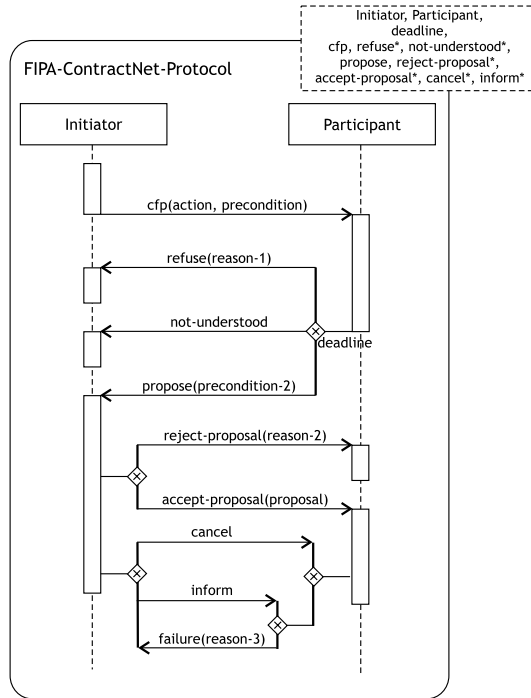 Initiator, Participant,
deadline,
cfp, refuse*, not-understood*,
propose, reject-proposal*,
accept-proposal*, cancel*, inform*
FIPA-ContractNet-Protocol
Initiator
Participant
cfp(action, precondition)
refuse(reason-1)
not-understood
deadline
propose(precondition-2)
reject-proposal(reason-2)
accept-proposal(proposal)
cancel
inform
failure(reason-3)